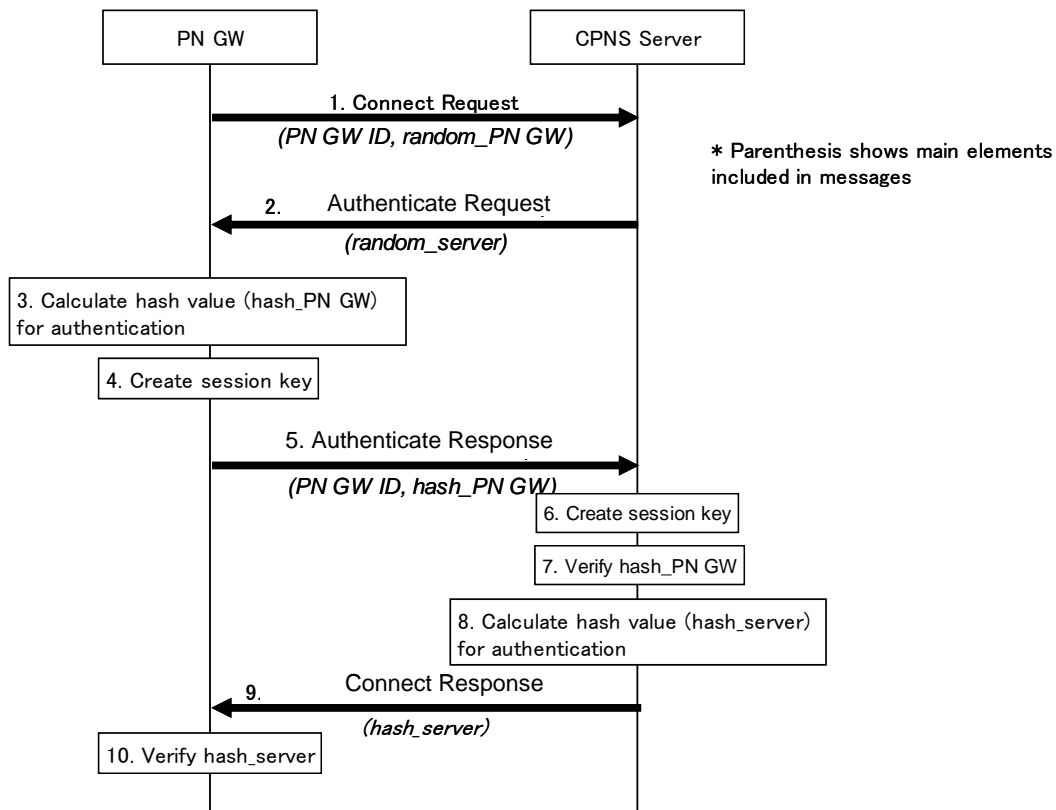 PN GW
CPNS Server
1. Connect Request
(PN GW ID, random_PN GW)
* Parenthesis shows main elements
included in messages
2. Authenticate Request
(random_server)
3. Calculate hash value (hash_PN GW)
for authentication
4. Create session key
5. Authenticate Response
(PN GW ID, hash_PN GW)
6. Create session key
7. Verify hash_PN GW
8. Calculate hash value (hash_server)
for authentication
9. Connect Response
(hash_server)
10. Verify hash_server